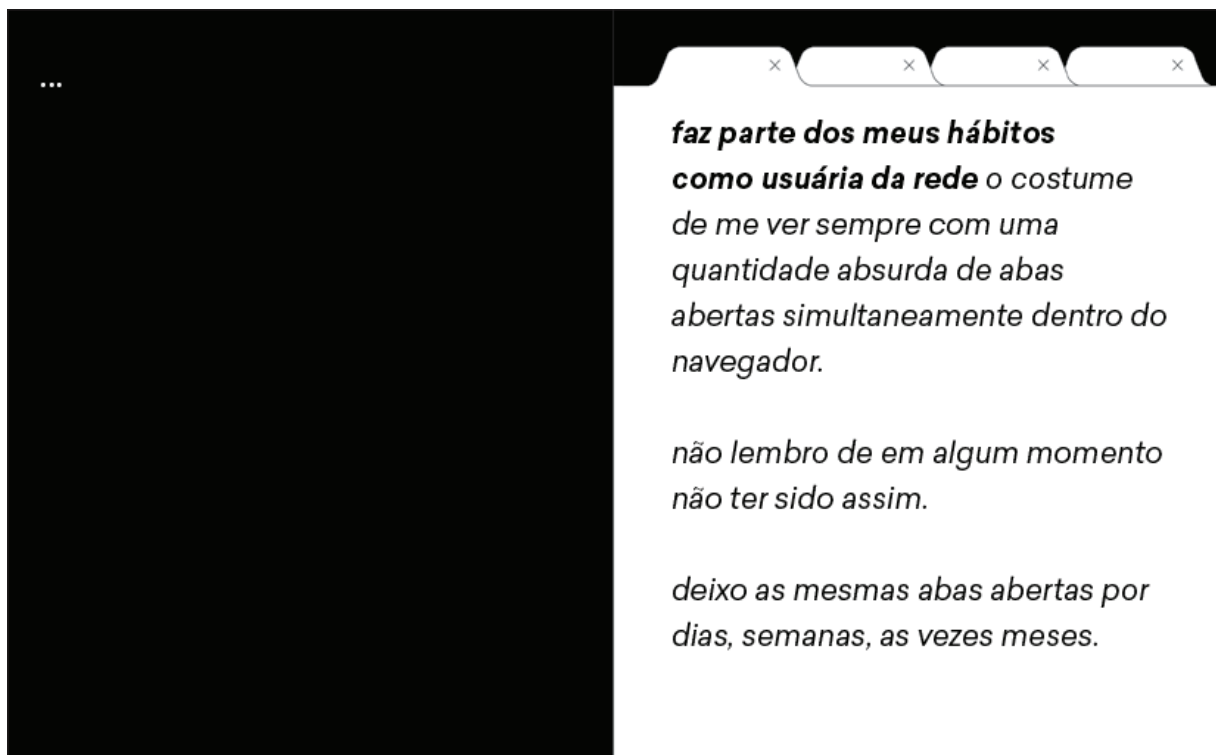 ...
faz parte dos meus hábitos
como usuária da rede o costume
de me ver sempre com uma
quantidade absurda de abas
abertas simultaneamente dentro do
navegador.
não lembro de em algum momento
não ter sido assim.
deixo as mesmas abas abertas por
dias, semanas, as vezes meses.